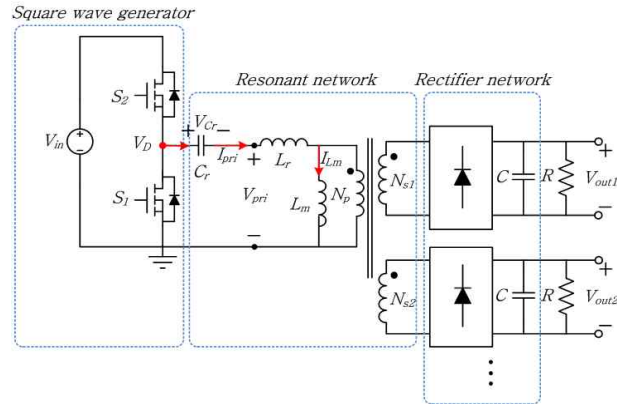 Square wave generator
Resonant network
Rectifier network
S2
VCr
+ −
Vin
VD
Ipri
Cr
+
Lr
ILm
S1
Vpri
Lm
Np
Ns1
C
R
+
Vout1
−
−
Ns2
C
R
+
Vout2
−